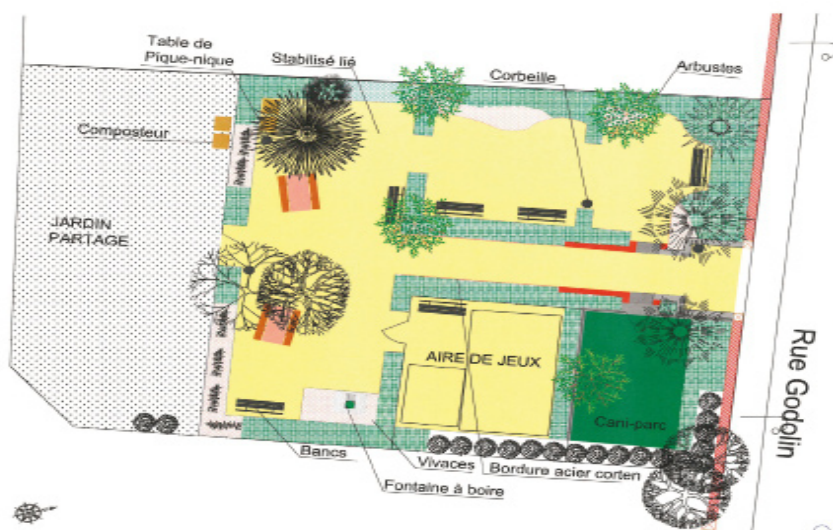 Table de
Pique-nique
Stabilisé lié
Corbeille
Arbustes
Composteur
JARDIN
PARTAGE
AIRE DE JEUX
Cani-parc
Rue Godolin
Bancs
Vivaces
Bordure acier corten
Fontaine à boire